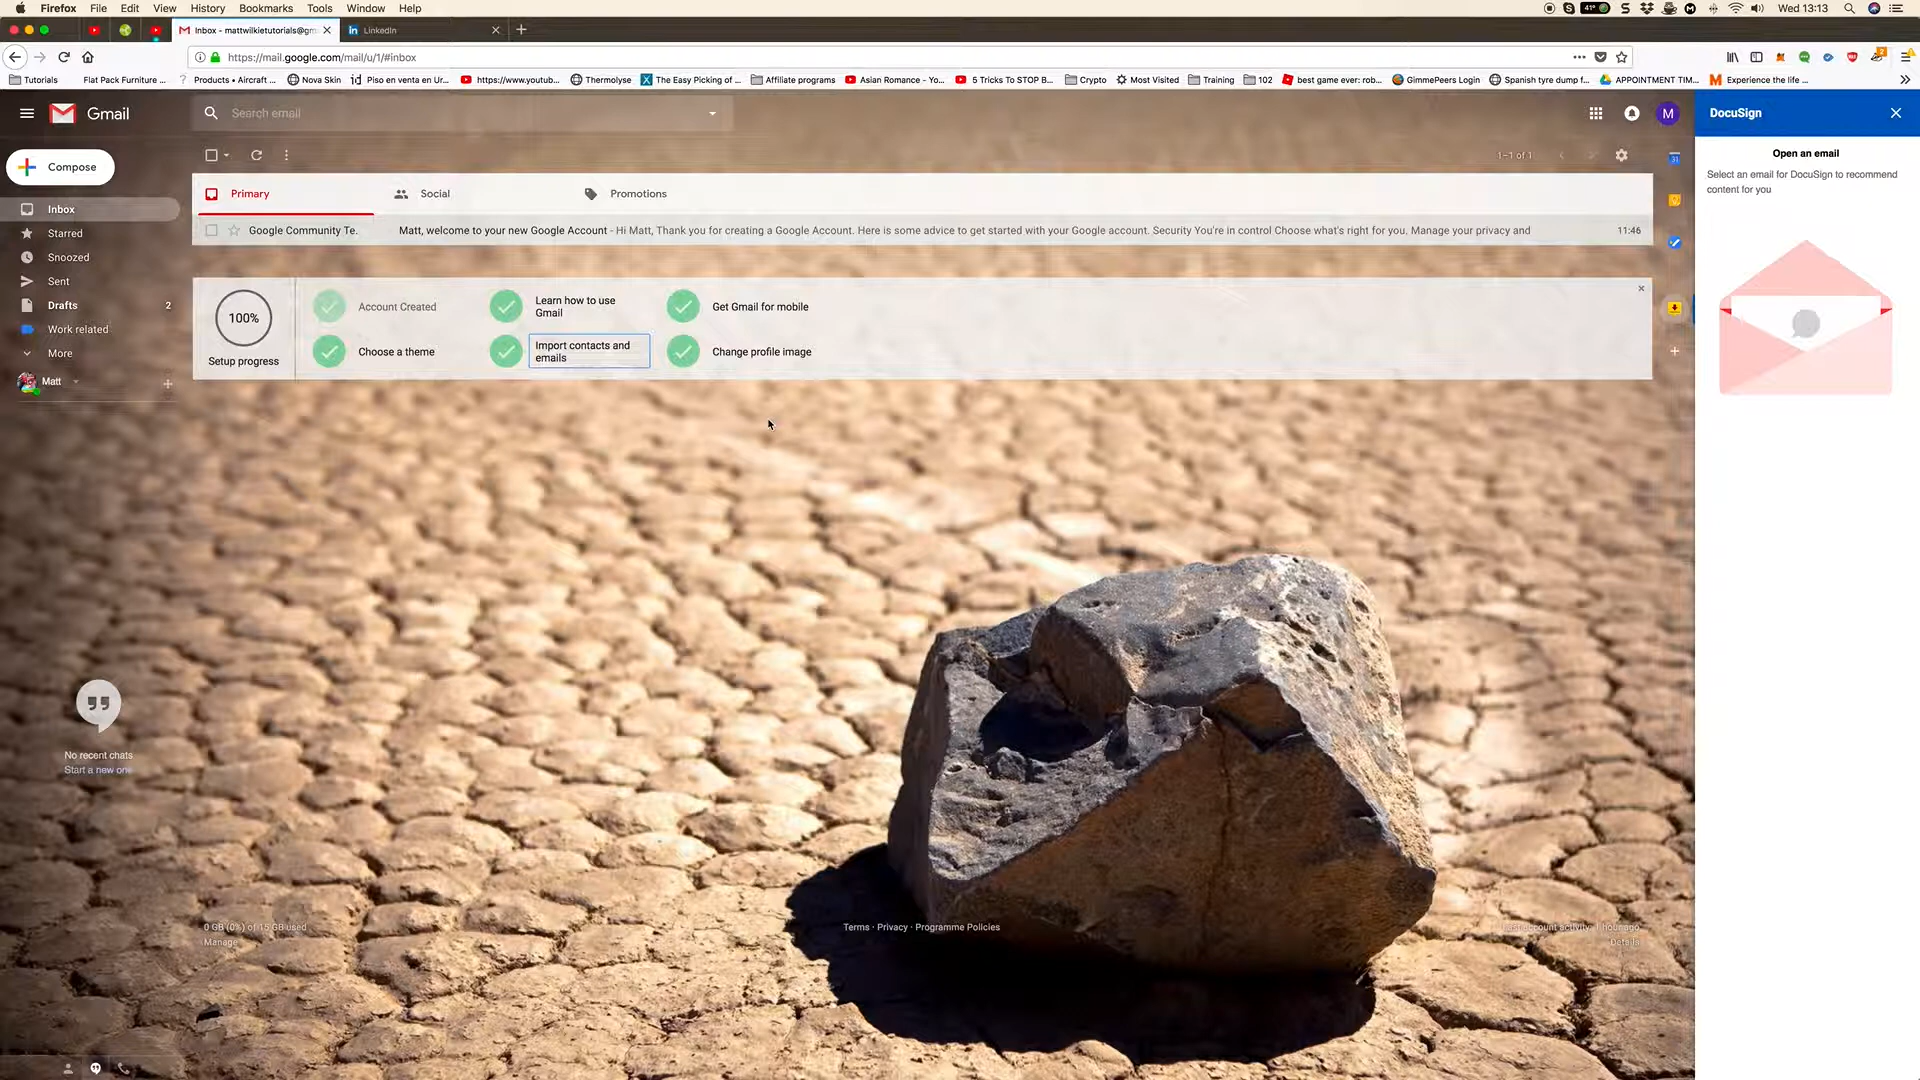 Firefox File Edit View History Bookmarks Tools Window Help 41° Wed 13:13
Inbox - mattwilkietutorials@gm LinkedIn
https://mail.google.com/mail/u/1/#inbox
Tutorials Flat Pack Furniture ... Products • Aircraft ... Nova Skin Piso en venta en Ur... https://www.youtub... Thermolyse The Easy Picking of ... Affiliate programs Asian Romance - Yo... 5 Tricks To STOP B... Crypto Most Visited Training 102 best game ever: rob... GimmePeers Login Spanish tyre dump f... APPOINTMENT TIM... Experience the life ...
Gmail Search email M DocuSign
Open an email
Select an email for DocuSign to recommend
content for you
Compose 1–1 of 1
Primary Social Promotions
Inbox
Google Community Te. Matt, welcome to your new Google Account - Hi Matt, Thank you for creating a Google Account. Here is some advice to get started with your Google account. Security You're in control Choose what's right for you. Manage your privacy and 11:46
Starred
Snoozed
Sent
Drafts 2
Work related
More
Matt
100%
Setup progress
Account Created
Learn how to use
Gmail
Get Gmail for mobile
Choose a theme
Import contacts and
emails
Change profile image
No recent chats
Start a new one
0 GB (0%) of 15 GB used
Manage
Terms · Privacy · Programme Policies
Last account activity: 1 hour ago
Details